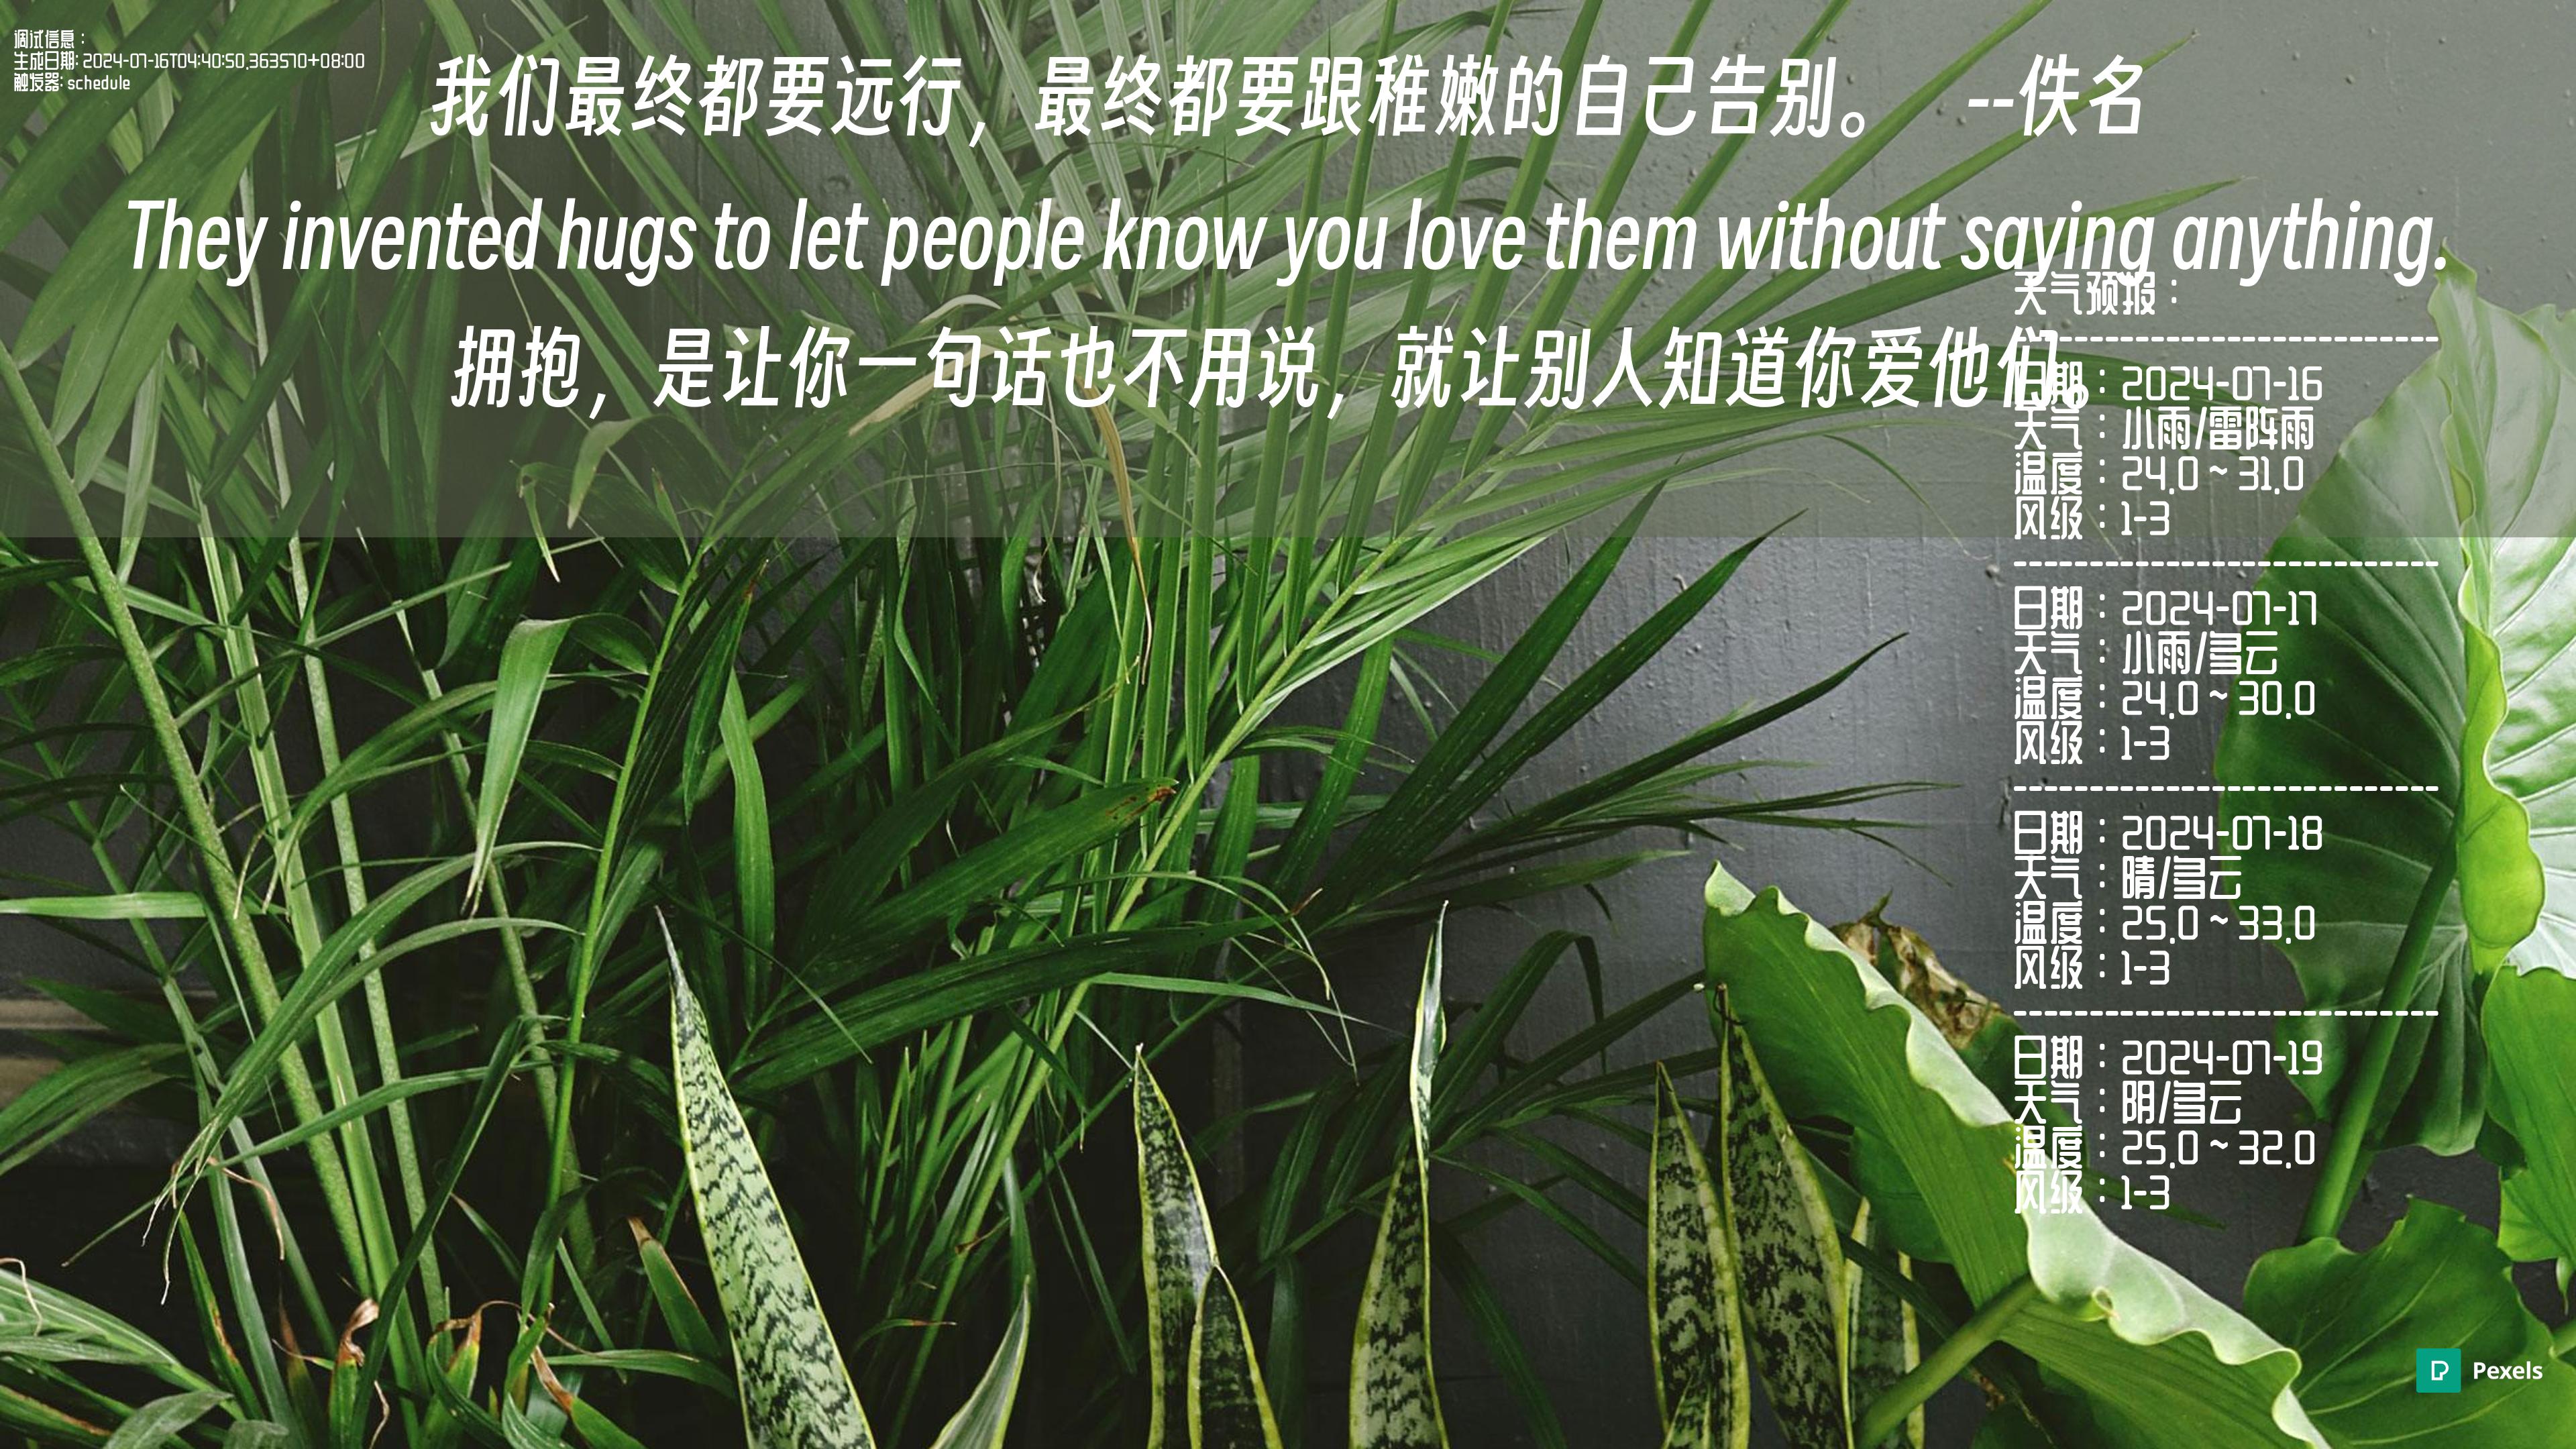 调试信息：
生成日期: 2024-07-16T04:40:50.363570+08:00
触发器: schedule
我们最终都要远行，最终都要跟稚嫩的自己告别。 --佚名
They invented hugs to let people know you love them without saying anything.
拥抱，是让你一句话也不用说，就让别人知道你爱他们。
天气预报：
------------------------------
日期：2024-07-16
天气：小雨/雷阵雨
温度：24.0 ~ 31.0
风级：1-3
------------------------------
日期：2024-07-17
天气：小雨/多云
温度：24.0 ~ 30.0
风级：1-3
------------------------------
日期：2024-07-18
天气：晴/多云
温度：25.0 ~ 33.0
风级：1-3
------------------------------
日期：2024-07-19
天气：阴/多云
温度：25.0 ~ 32.0
风级：1-3
Pexels